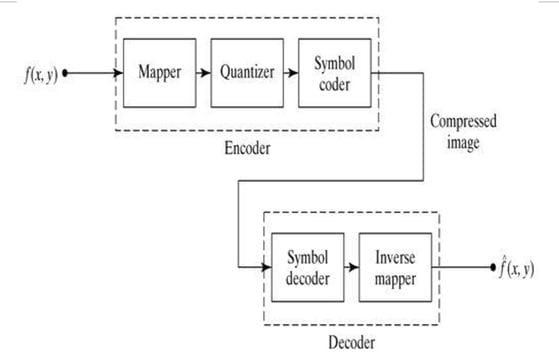 f(x, y)
Mapper
Quantizer
Symbol
coder
Encoder
Compressed
image
Symbol
decoder
Inverse
mapper
f̂(x, y)
Decoder